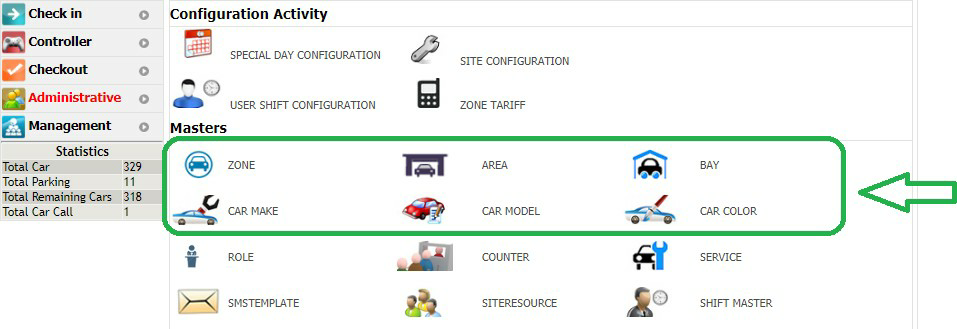 Check in
Controller
Checkout
Administrative
Management
Statistics
Total Car 329
Total Parking 11
Total Remaining Cars 318
Total Car Call 1
Configuration Activity
SPECIAL DAY CONFIGURATION SITE CONFIGURATION
USER SHIFT CONFIGURATION ZONE TARIFF
Masters
ZONE AREA BAY
CAR MAKE CAR MODEL CAR COLOR
ROLE COUNTER SERVICE
SMSTEMPLATE SITERESOURCE SHIFT MASTER